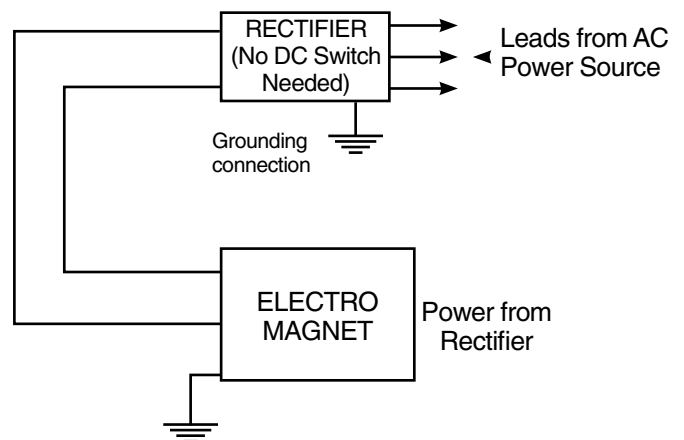 RECTIFIER
(No DC Switch
Needed)
Leads from AC
Power Source
Grounding
connection
ELECTRO
MAGNET
Power from
Rectifier